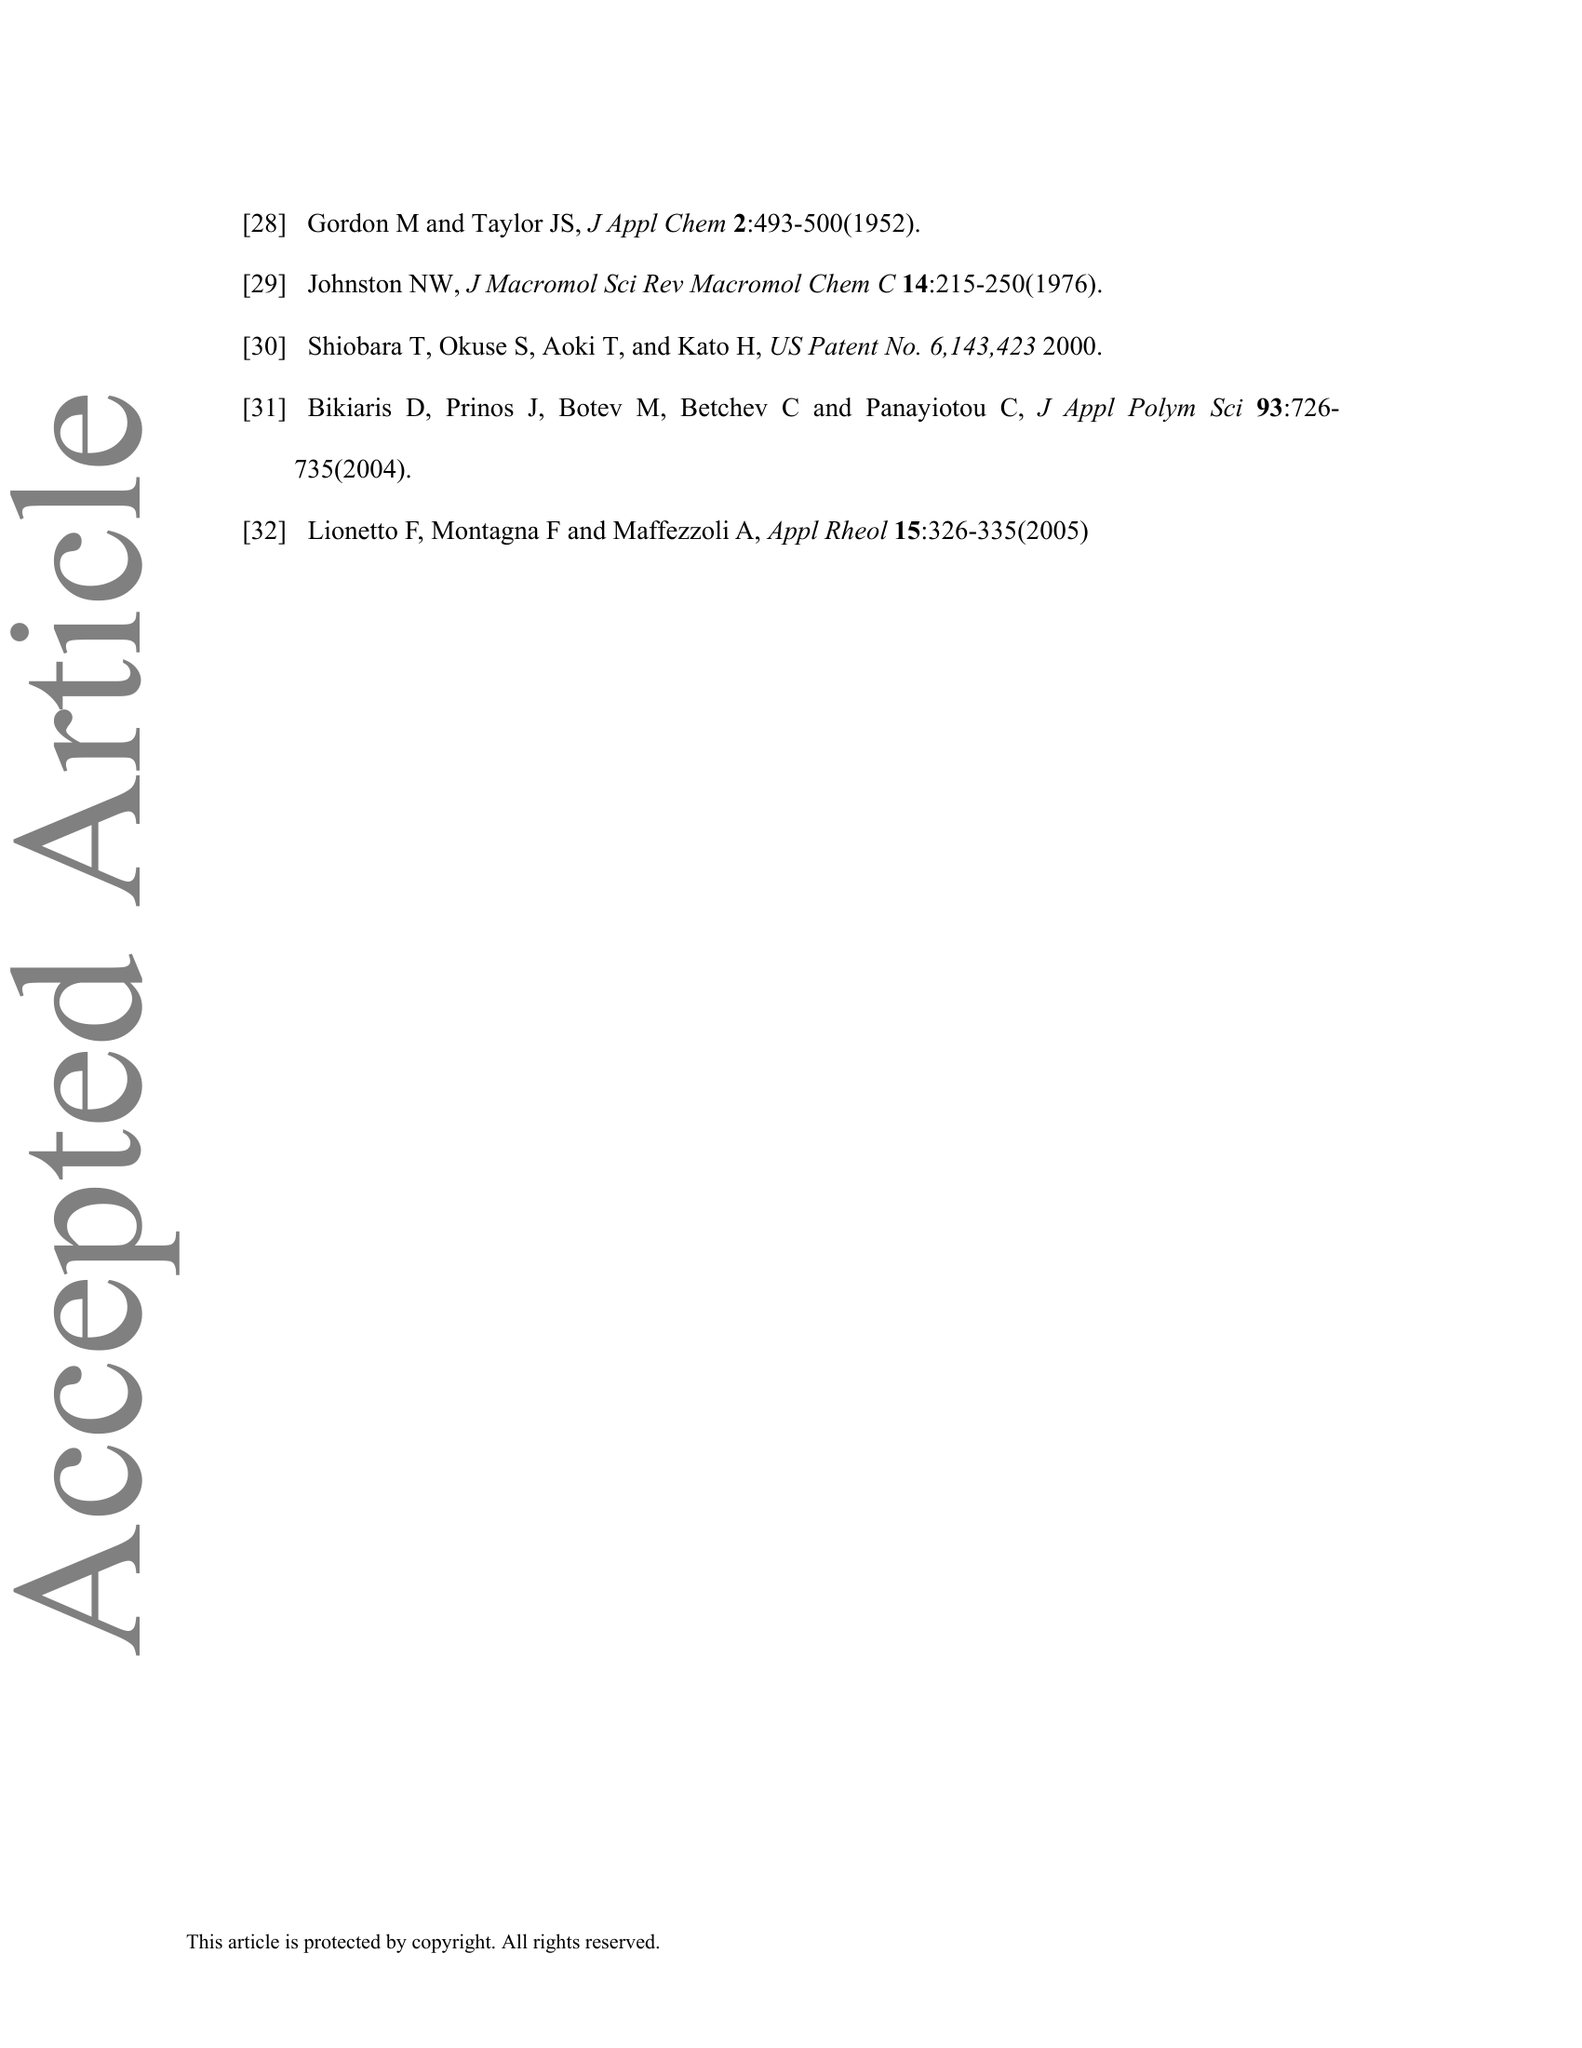 [28] Gordon M and Taylor JS, J Appl Chem 2:493-500(1952).
[29] Johnston NW, J Macromol Sci Rev Macromol Chem C 14:215-250(1976).
[30] Shiobara T, Okuse S, Aoki T, and Kato H, US Patent No. 6,143,423 2000.
[31] Bikiaris D, Prinos J, Botev M, Betchev C and Panayiotou C, J Appl Polym Sci 93:726-
735(2004).
[32] Lionetto F, Montagna F and Maffezzoli A, Appl Rheol 15:326-335(2005)
Accepted Article
This article is protected by copyright. All rights reserved.